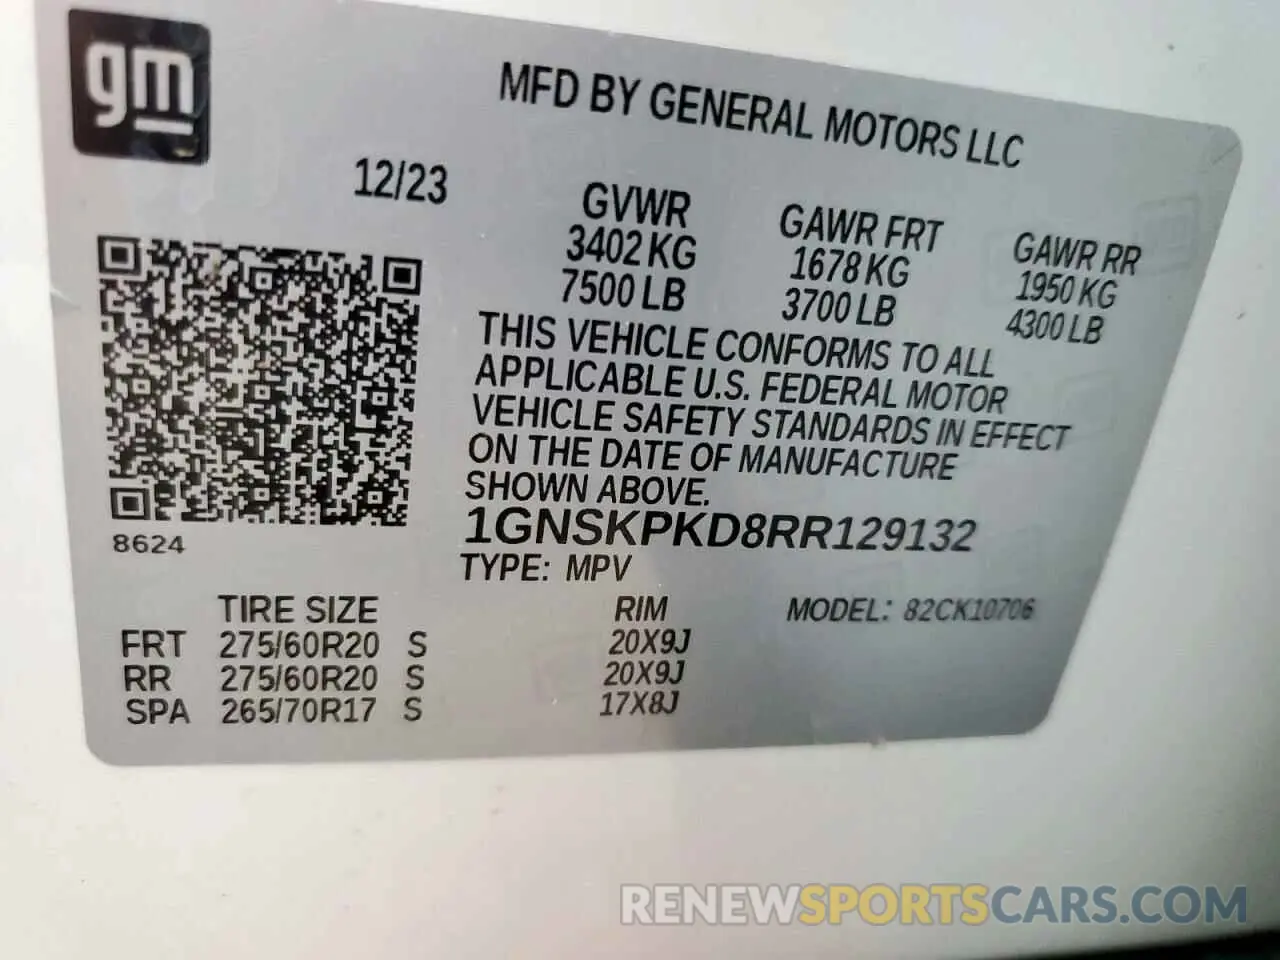 gm
MFD BY GENERAL MOTORS LLC
12/23
GVWR GAWR FRT GAWR RR
3402 KG 1678 KG 1950 KG
7500 LB 3700 LB 4300 LB
THIS VEHICLE CONFORMS TO ALL
APPLICABLE U.S. FEDERAL MOTOR
VEHICLE SAFETY STANDARDS IN EFFECT
ON THE DATE OF MANUFACTURE
SHOWN ABOVE.
1GNSKPKD8RR129132
8624
TYPE: MPV
TIRE SIZE RIM MODEL: 82CK10706
FRT 275/60R20 S 20X9J
RR 275/60R20 S 20X9J
SPA 265/70R17 S 17X8J
RENEWSPORTSCARS.COM